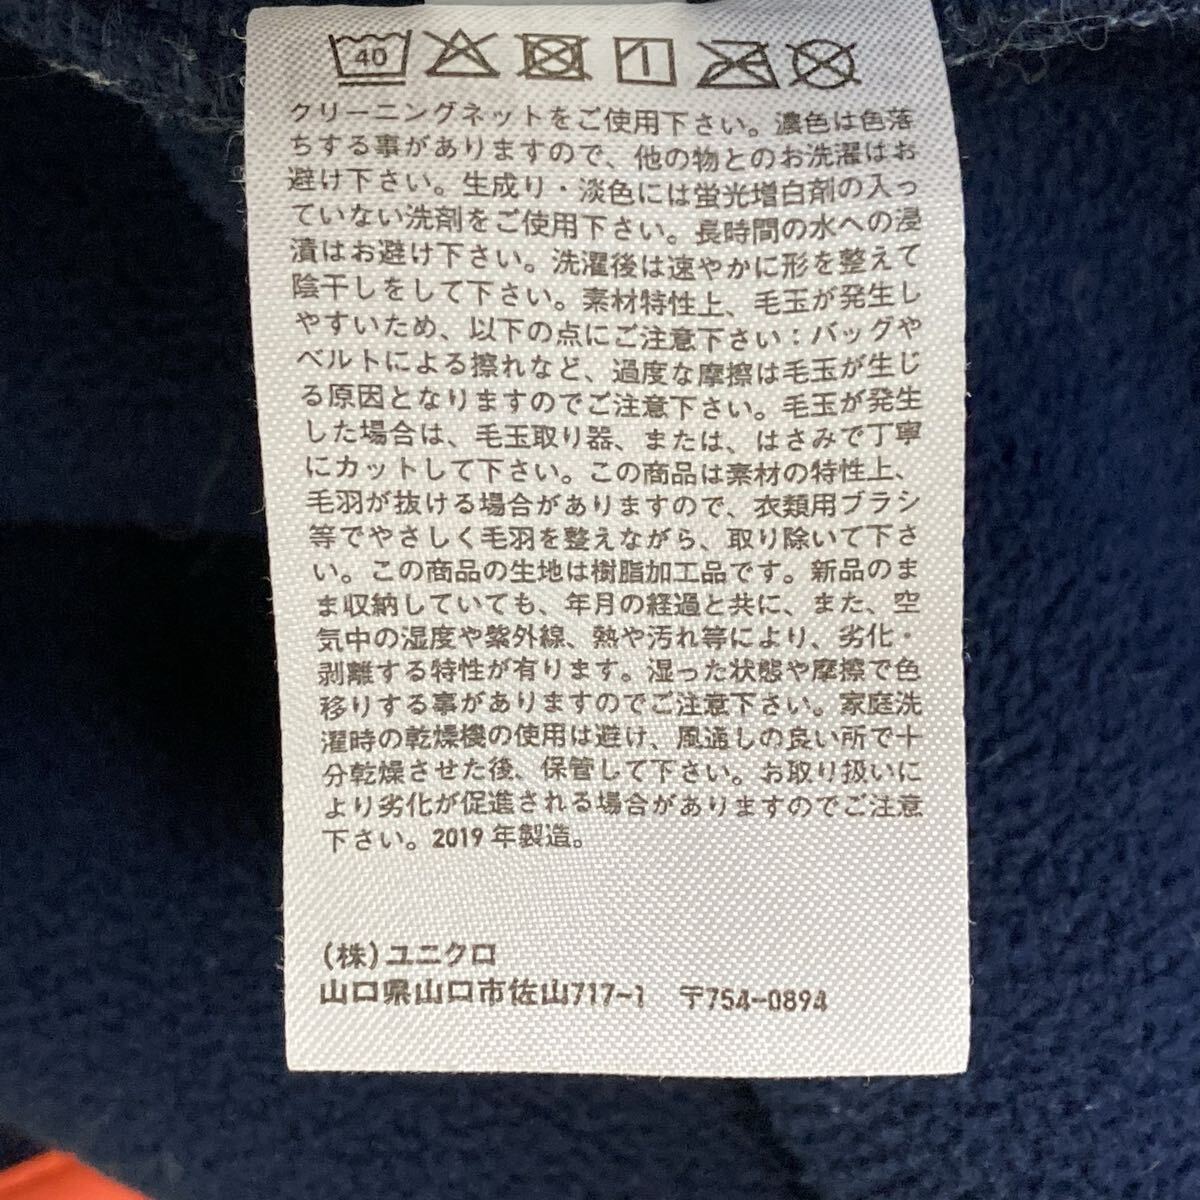 40
クリーニングネットをご使用下さい。濃色は色落
ちする事がありますので、他の物とのお洗濯はお
避け下さい。生成り・淡色には蛍光増白剤の入っ
ていない洗剤をご使用下さい。長時間の水への浸
漬はお避け下さい。洗濯後は速やかに形を整えて
陰干しをして下さい。素材特性上、毛玉が発生し
やすいため、以下の点にご注意下さい：バッグや
ベルトによる擦れなど、過度な摩擦は毛玉が生じ
る原因となりますのでご注意下さい。毛玉が発生
した場合は、毛玉取り器、または、はさみで丁寧
にカットして下さい。この商品は素材の特性上、
毛羽が抜ける場合がありますので、衣類用ブラシ
等でやさしく毛羽を整えながら、取り除いて下さ
い。この商品の生地は樹脂加工品です。新品のま
ま収納していても、年月の経過と共に、また、空
気中の湿度や紫外線、熱や汚れ等により、劣化・
剥離する特性が有ります。湿った状態や摩擦で色
移りする事がありますのでご注意下さい。家庭洗
濯時の乾燥機の使用は避け、風通しの良い所で十
分乾燥させた後、保管して下さい。お取り扱いに
より劣化が促進される場合がありますのでご注意
下さい。2019 年製造。
(株)ユニクロ
山口県山口市佐山717-1 〒754-0894